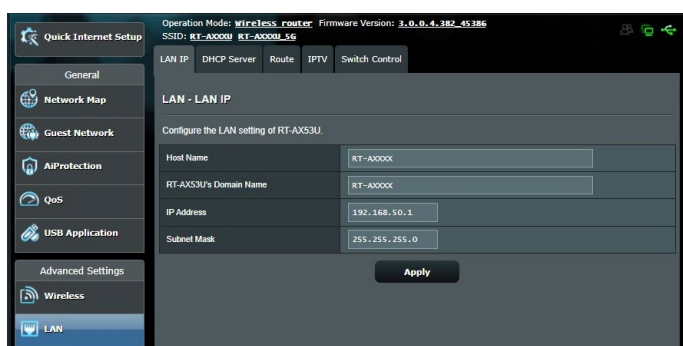 Quick Internet Setup
General
Network Map
Guest Network
AiProtection
QoS
USB Application
Advanced Settings
Wireless
LAN
Operation Mode: Wireless router Firmware Version: 3.0.0.4.382_45386
SSID: RT-AXXXU RT-AXXXU_5G
LAN IP DHCP Server Route IPTV Switch Control
LAN - LAN IP
Configure the LAN setting of RT-AX53U.
Host Name RT-AXXXX
RT-AX53U's Domain Name RT-AXXXX
IP Address 192.168.50.1
Subnet Mask 255.255.255.0
Apply